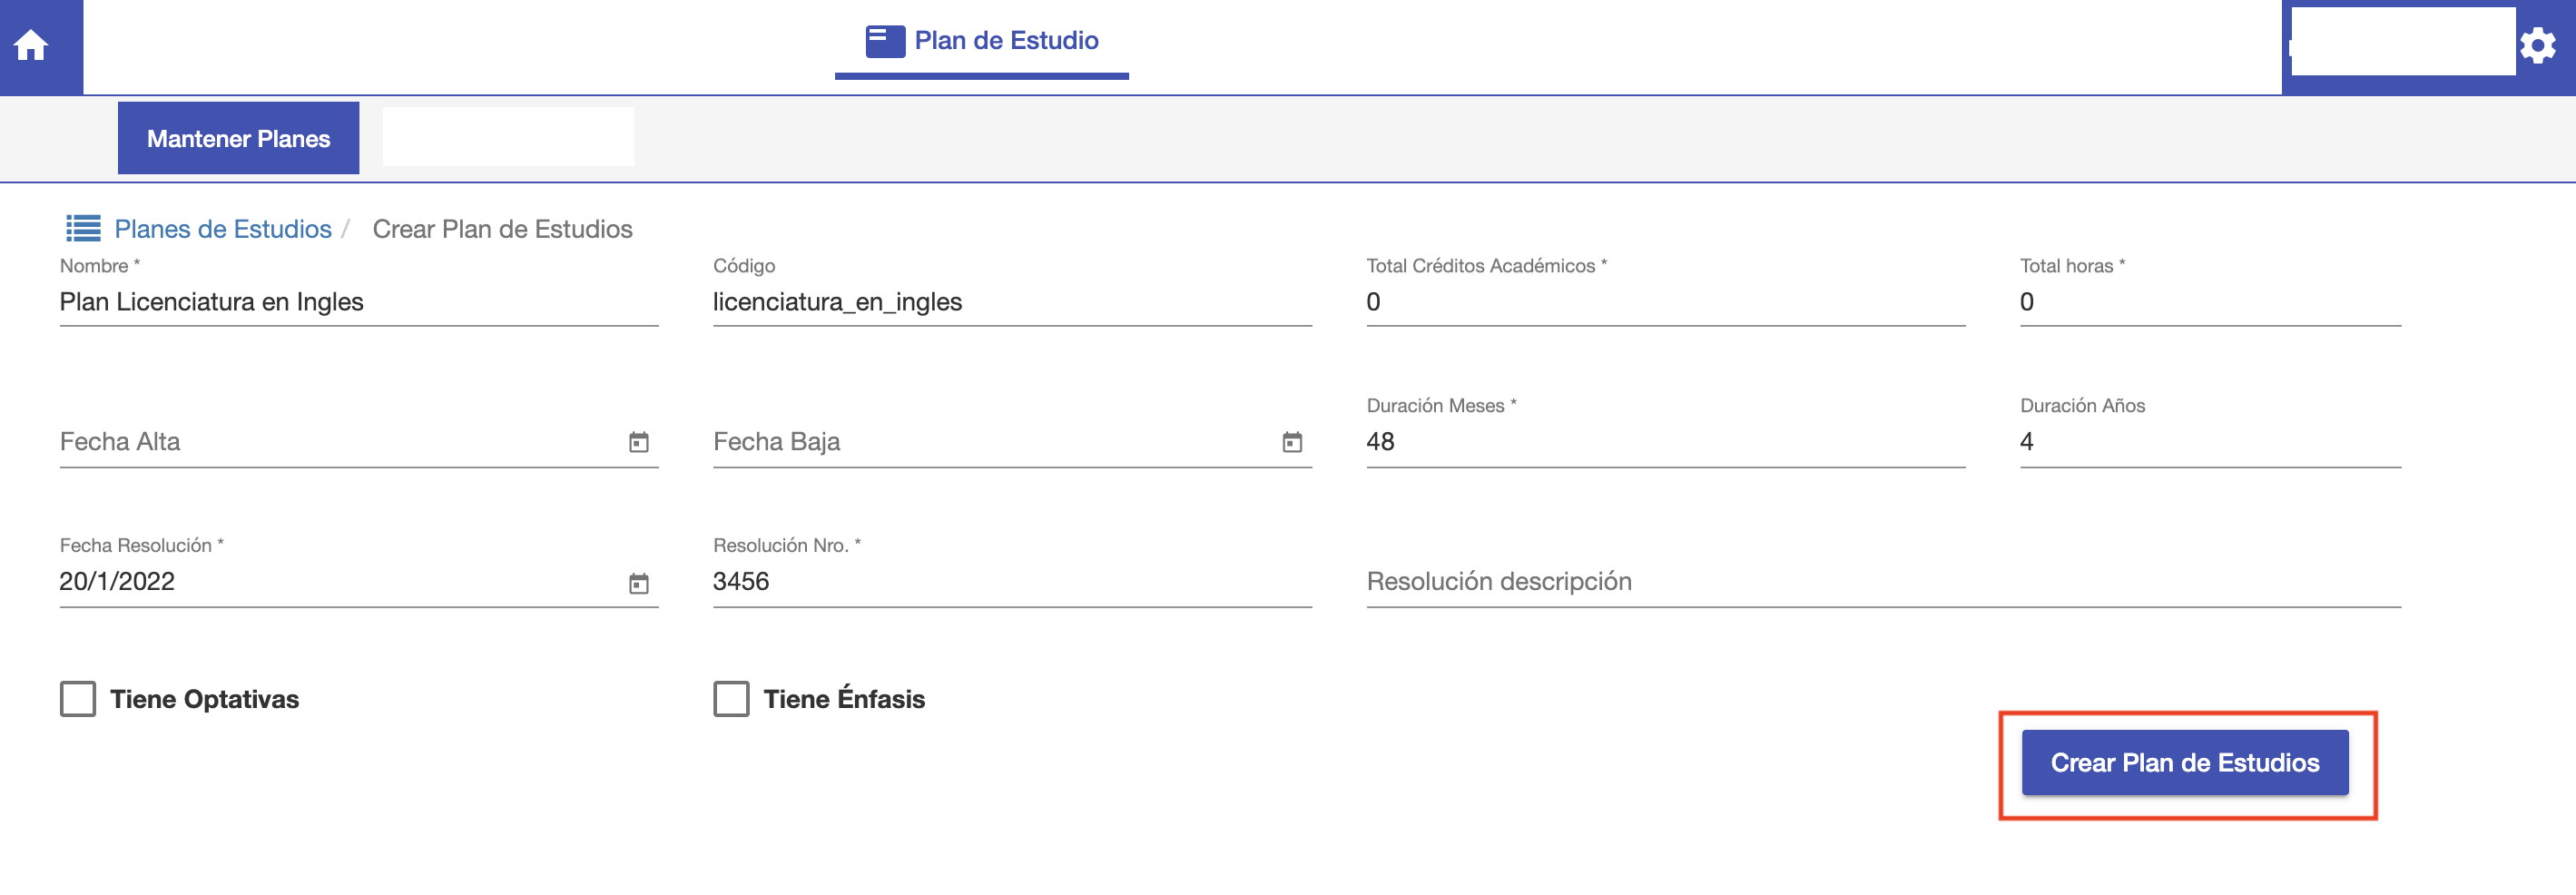 Plan de Estudio
Mantener Planes
Planes de Estudios / Crear Plan de Estudios
Nombre * Código Total Créditos Académicos * Total horas *
Plan Licenciatura en Ingles licenciatura_en_ingles 0 0
Duración Meses * Duración Años
Fecha Alta Fecha Baja 48 4
Fecha Resolución * Resolución Nro. *
20/1/2022 3456 Resolución descripción
Tiene Optativas Tiene Énfasis
Crear Plan de Estudios